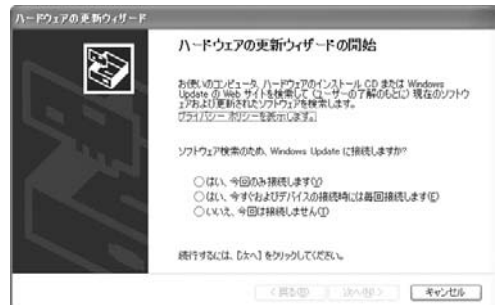 ハードウェアの更新ウィザード
ハードウェアの更新ウィザードの開始
お使いのコンピュータ、ハードウェアのインストール CD または Windows
Update の Web サイトを検索して (ユーザーの了解のもとに) 現在のソフトウ
ェアおよび更新されたソフトウェアを検索します。
プライバシー ポリシーを表示します。
ソフトウェア検索のため、Windows Update に接続しますか?
はい、今回のみ接続します(Y)
はい、今すぐおよびデバイスの接続時には毎回接続します(E)
いいえ、今回は接続しません(T)
続行するには、[次へ] をクリックしてください。
< 戻る(B) 次へ(N) > キャンセル